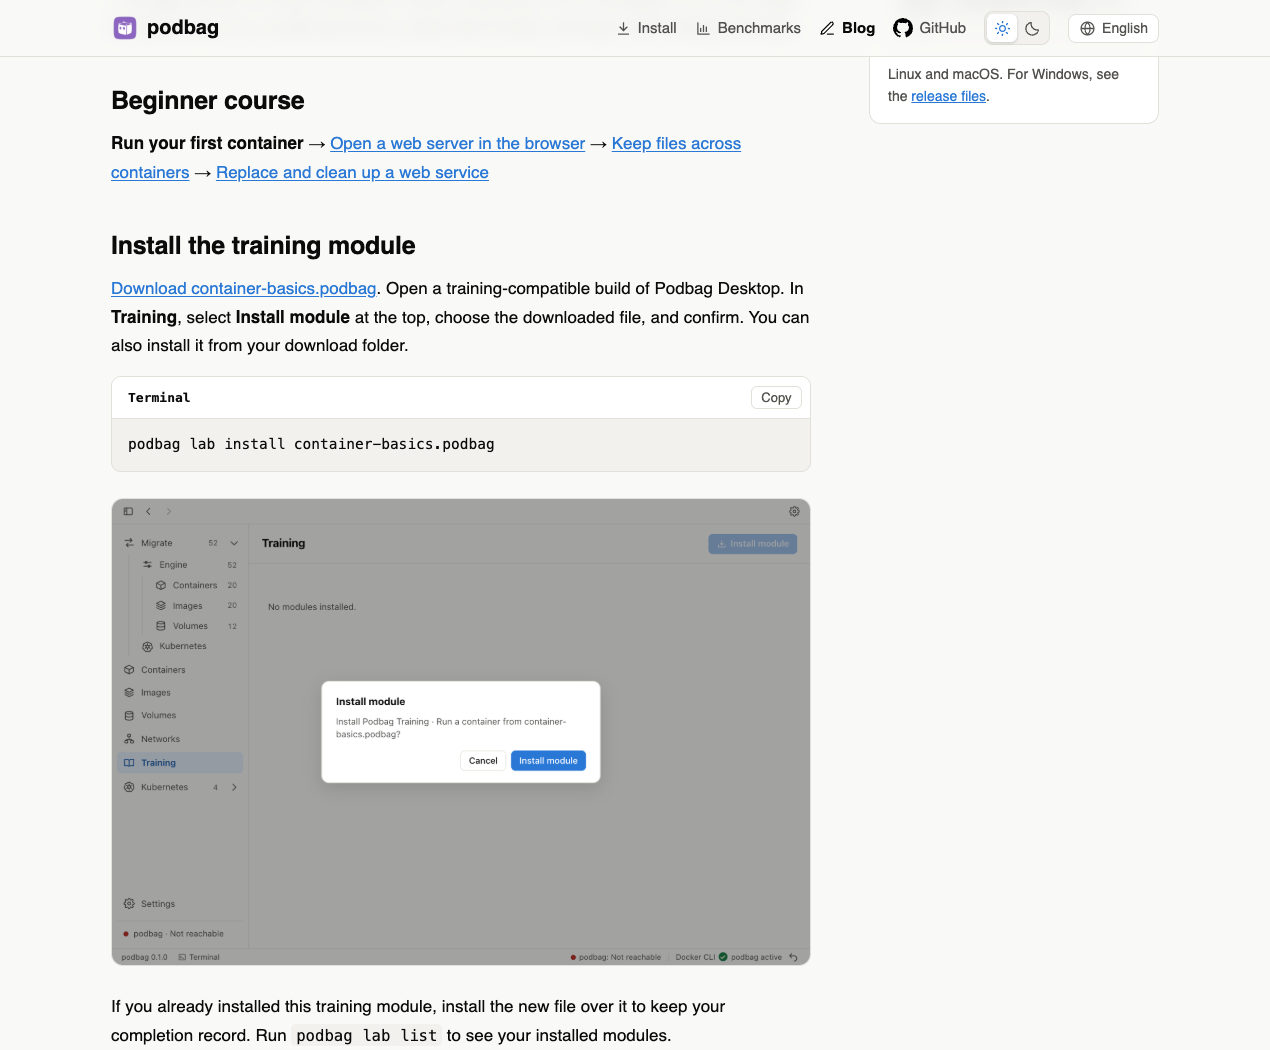 podbag
Install
Benchmarks
Blog
GitHub
English
Linux and macOS. For Windows, see
the release files.
Beginner course
Run your first container → Open a web server in the browser → Keep files across
containers → Replace and clean up a web service
Install the training module
Download container-basics.podbag. Open a training-compatible build of Podbag Desktop. In
Training, select Install module at the top, choose the downloaded file, and confirm. You can
also install it from your download folder.
Terminal
Copy
podbag lab install container-basics.podbag
Migrate 52
Engine 52
Containers 20
Images 20
Volumes 12
Kubernetes
Containers
Images
Volumes
Networks
Training
Kubernetes 4
Settings
podbag · Not reachable
Training
Install module
No modules installed.
Install module
Install Podbag Training · Run a container from container-
basics.podbag?
Cancel
Install module
podbag 0.1.0
Terminal
podbag: Not reachable
Docker CLI
podbag active
If you already installed this training module, install the new file over it to keep your
completion record. Run podbag lab list to see your installed modules.